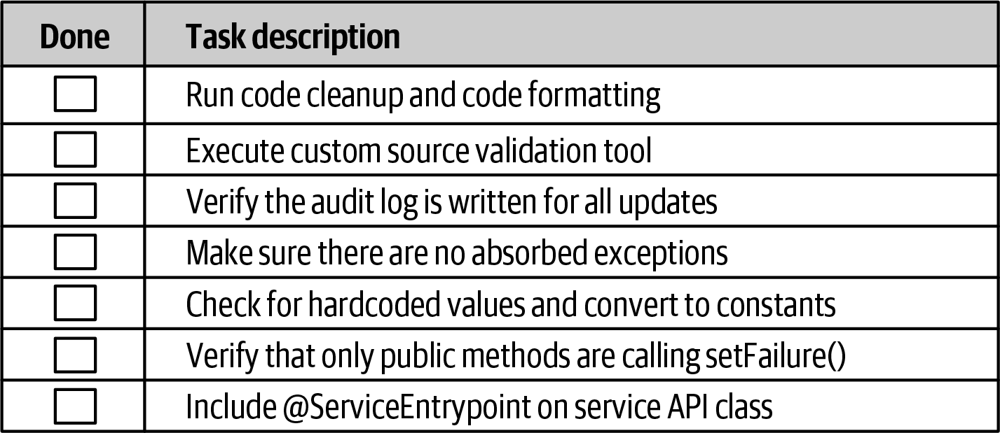 Done Task description
Run code cleanup and code formatting
Execute custom source validation tool
Verify the audit log is written for all updates
Make sure there are no absorbed exceptions
Check for hardcoded values and convert to constants
Verify that only public methods are calling setFailure()
Include @ServiceEntrypoint on service API class